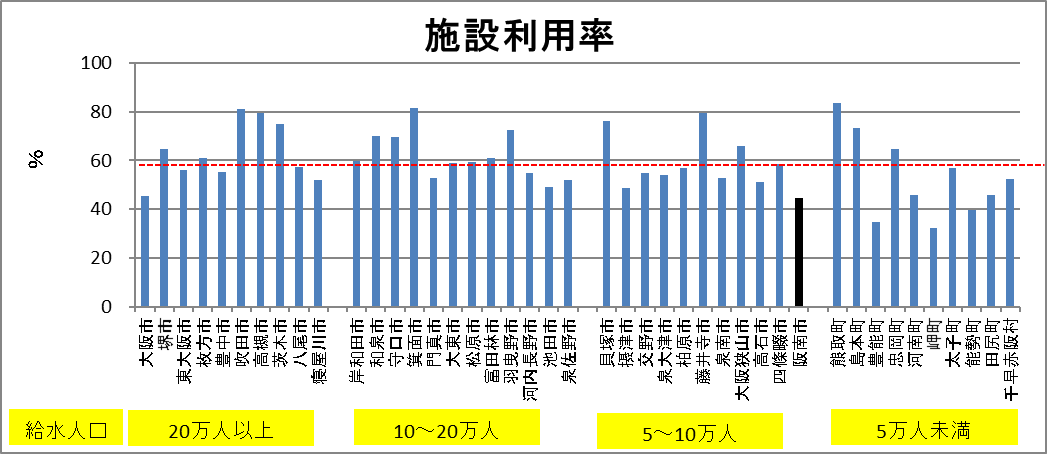 施設利用率
%
100
80
60
40
20
0
大阪市
堺市
東大阪市
枚方市
豊中市
吹田市
高槻市
茨木市
八尾市
寝屋川市
岸和田市
和泉市
守口市
箕面市
門真市
大東市
松原市
富田林市
羽曳野市
河内長野市
池田市
泉佐野市
貝塚市
摂津市
交野市
泉大津市
柏原市
藤井寺市
泉南市
大阪狭山市
高石市
四條畷市
阪南市
熊取町
島本町
豊能町
忠岡町
河南町
岬町
太子町
能勢町
田尻町
千早赤阪村
給水人口
20万人以上
10～20万人
5～10万人
5万人未満